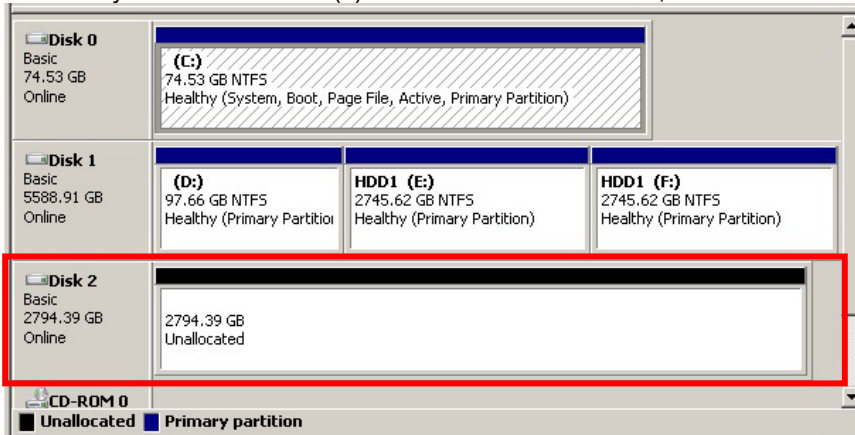 Disk 0
Basic
74.53 GB
Online
(C:)
74.53 GB NTFS
Healthy (System, Boot, Page File, Active, Primary Partition)
Disk 1
Basic
5588.91 GB
Online
(D:)
97.66 GB NTFS
Healthy (Primary Partitio
HDD1 (E:)
2745.62 GB NTFS
Healthy (Primary Partition)
HDD1 (F:)
2745.62 GB NTFS
Healthy (Primary Partition)
Disk 2
Basic
2794.39 GB
Online
2794.39 GB
Unallocated
CD-ROM 0
Unallocated Primary partition